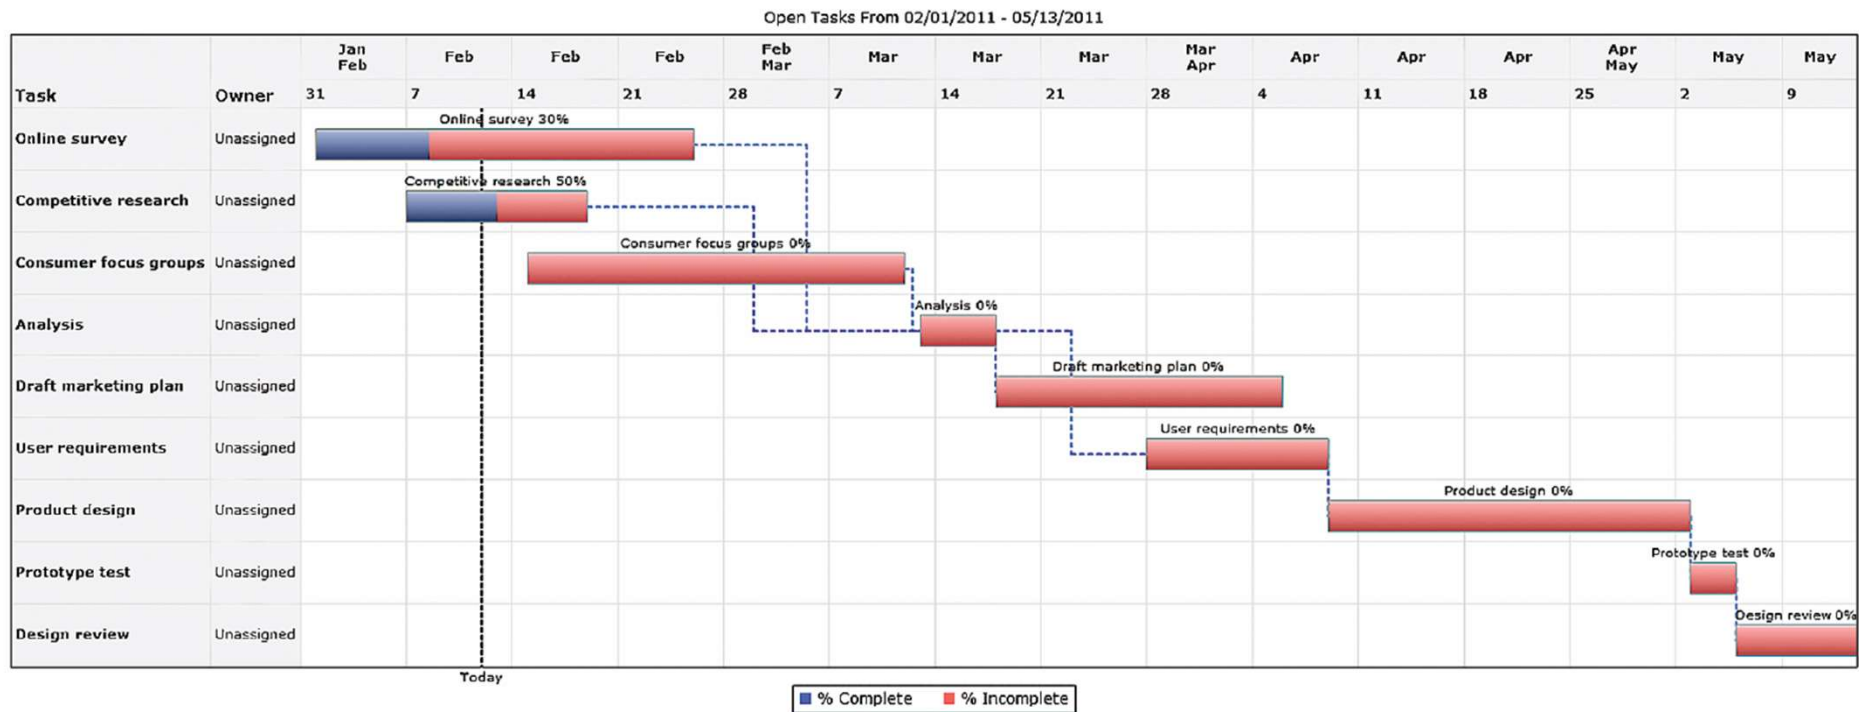 Open Tasks From 02/01/2011 - 05/13/2011
Jan Feb Feb Feb Feb Feb Mar Mar Mar Mar Mar Apr Apr Apr Apr Apr May May May
Task Owner 31 7 14 21 28 7 14 21 28 4 11 18 25 2 9
Online survey 30%
Online survey Unassigned
Competitive research 50%
Competitive research Unassigned
Consumer focus groups 0%
Consumer focus groups Unassigned
Analysis 0%
Analysis Unassigned
Draft marketing plan 0%
Draft marketing plan Unassigned
User requirements 0%
User requirements Unassigned
Product design 0%
Product design Unassigned
Prototype test 0%
Prototype test Unassigned
Design review 0%
Design review Unassigned
Today
% Complete % Incomplete